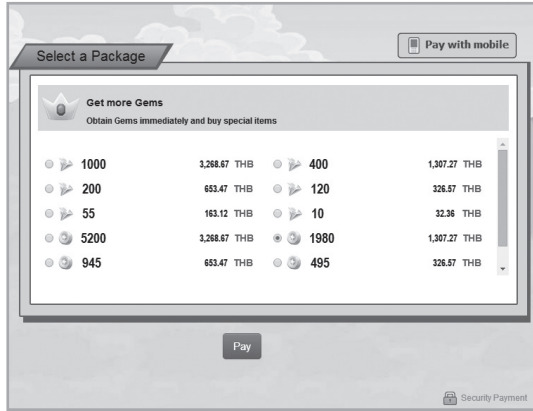 Pay with mobile
Select a Package
Get more Gems
Obtain Gems immediately and buy special items
1000 3,268.67 THB 400 1,307.27 THB
200 653.47 THB 120 326.57 THB
55 163.12 THB 10 32.36 THB
5200 3,268.67 THB 1980 1,307.27 THB
945 653.47 THB 495 326.57 THB
Pay
Security Payment